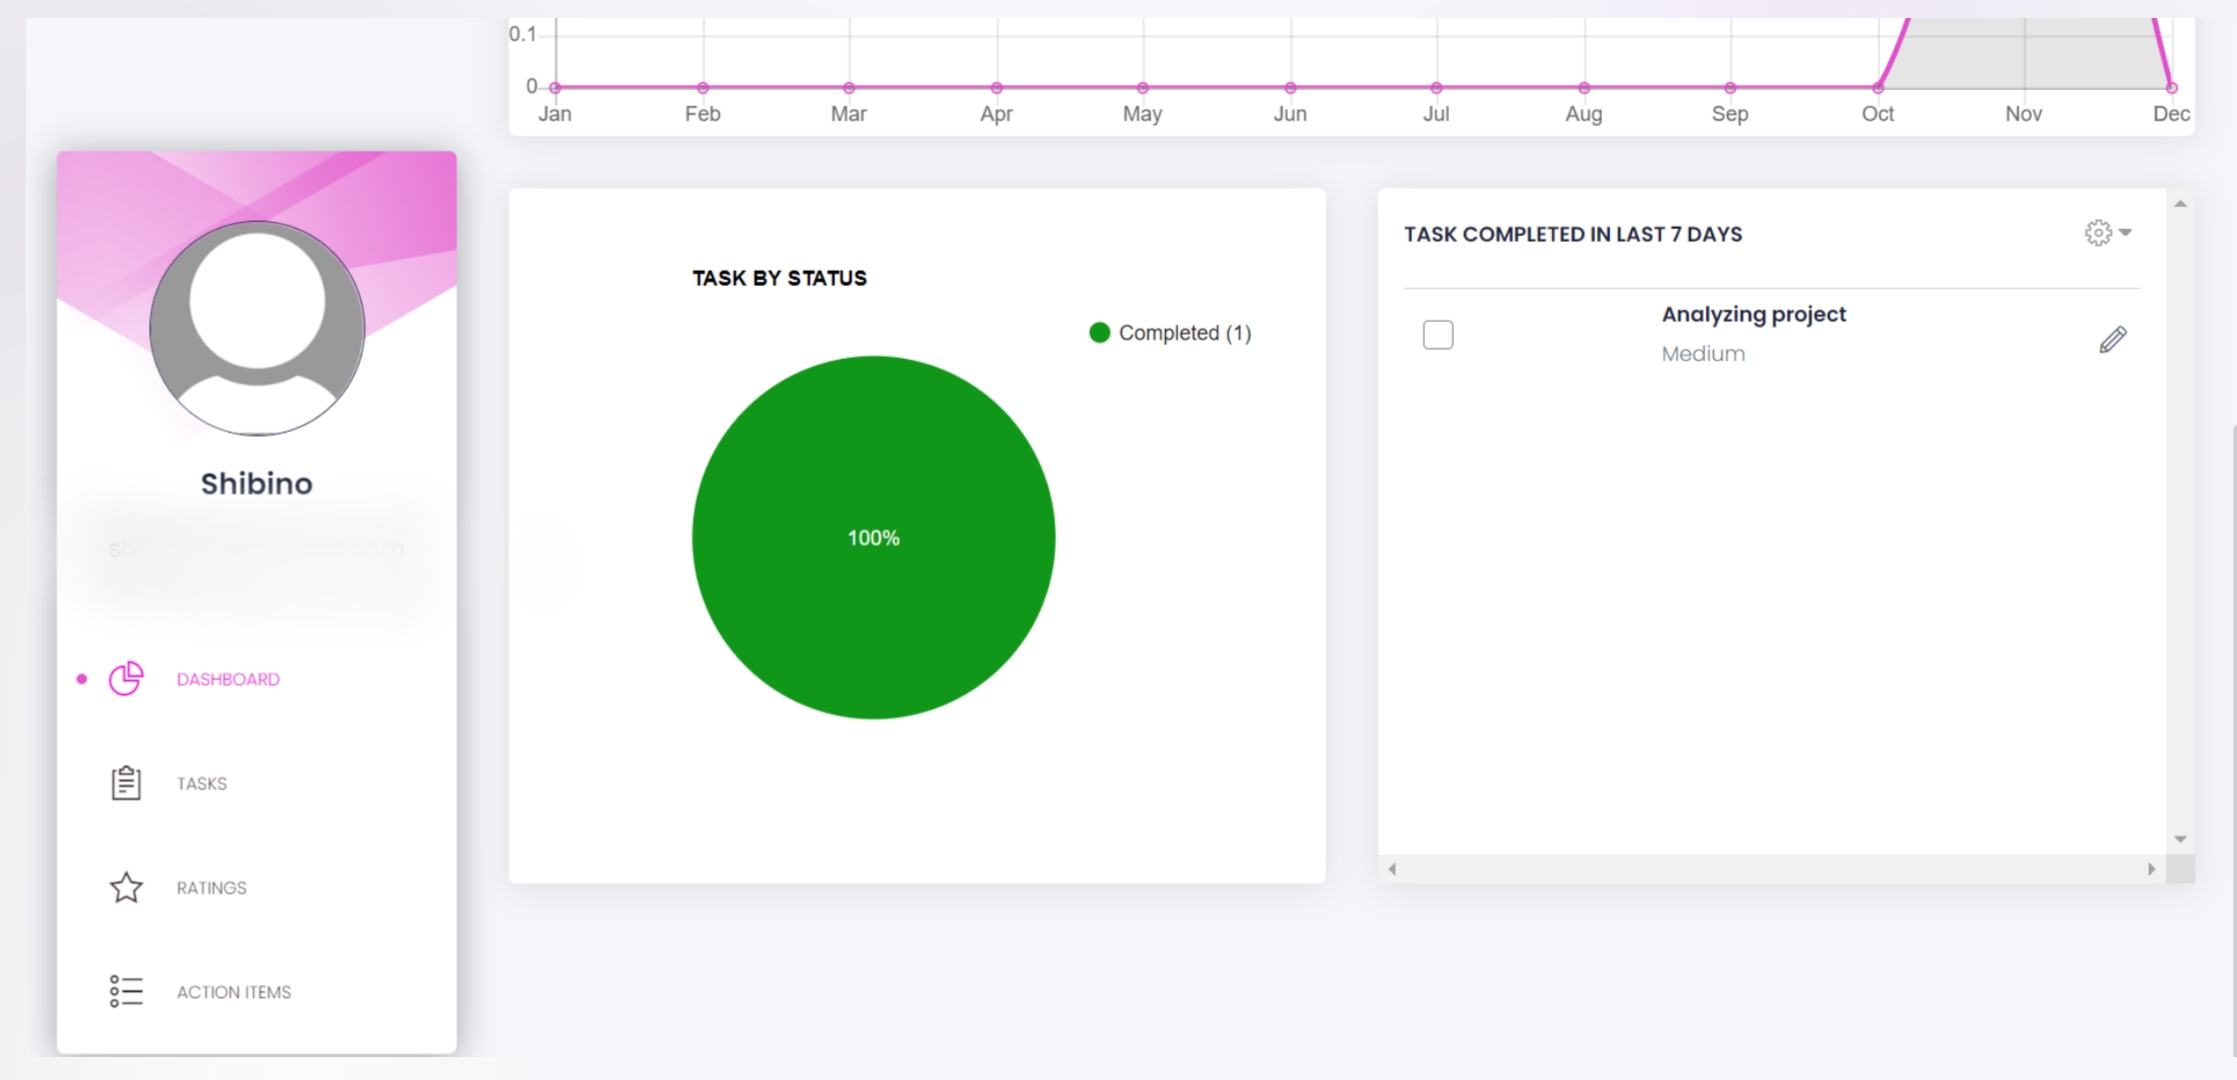 0.1
0
Jan Feb Mar Apr May Jun Jul Aug Sep Oct Nov Dec
Shibino
DASHBOARD
TASKS
RATINGS
ACTION ITEMS
TASK BY STATUS
Completed (1)
100%
TASK COMPLETED IN LAST 7 DAYS
Analyzing project
Medium